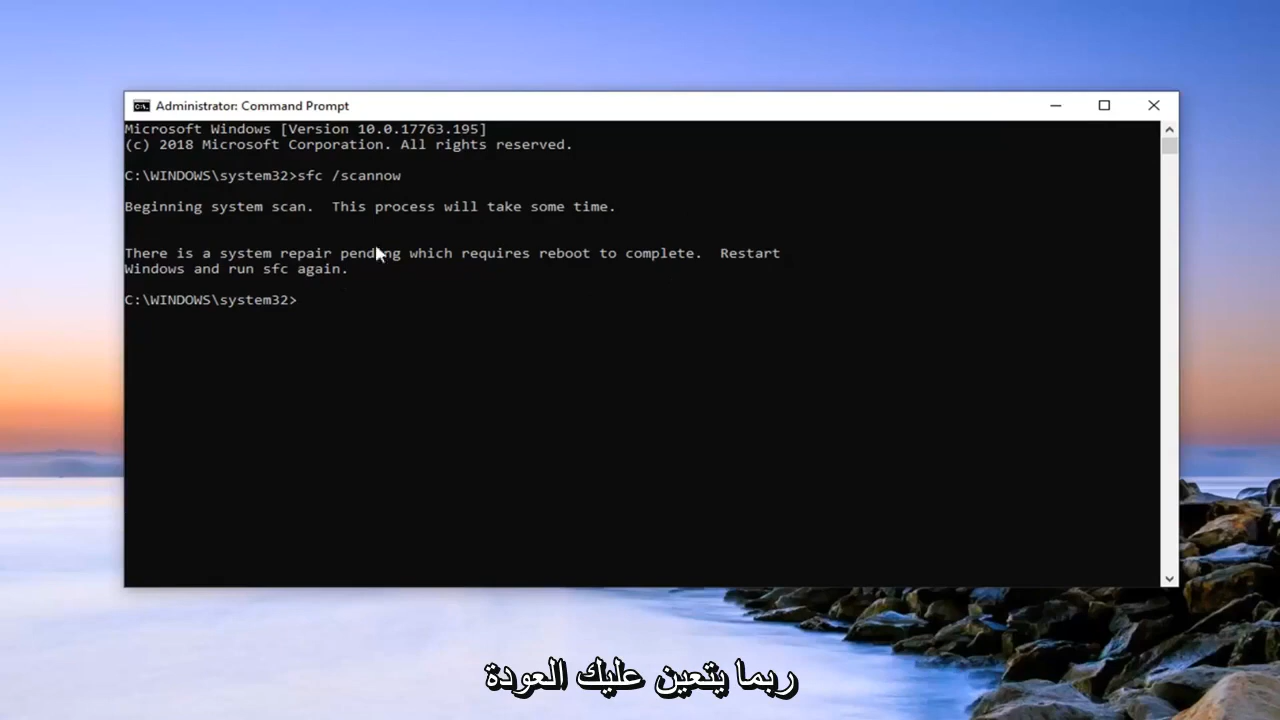 Administrator: Command Prompt
Microsoft Windows [Version 10.0.17763.195]
(c) 2018 Microsoft Corporation. All rights reserved.
C:\WINDOWS\system32>sfc /scannow
Beginning system scan.  This process will take some time.
There is a system repair pending which requires reboot to complete.  Restart
Windows and run sfc again.
C:\WINDOWS\system32>
ربما يتعين عليك العودة